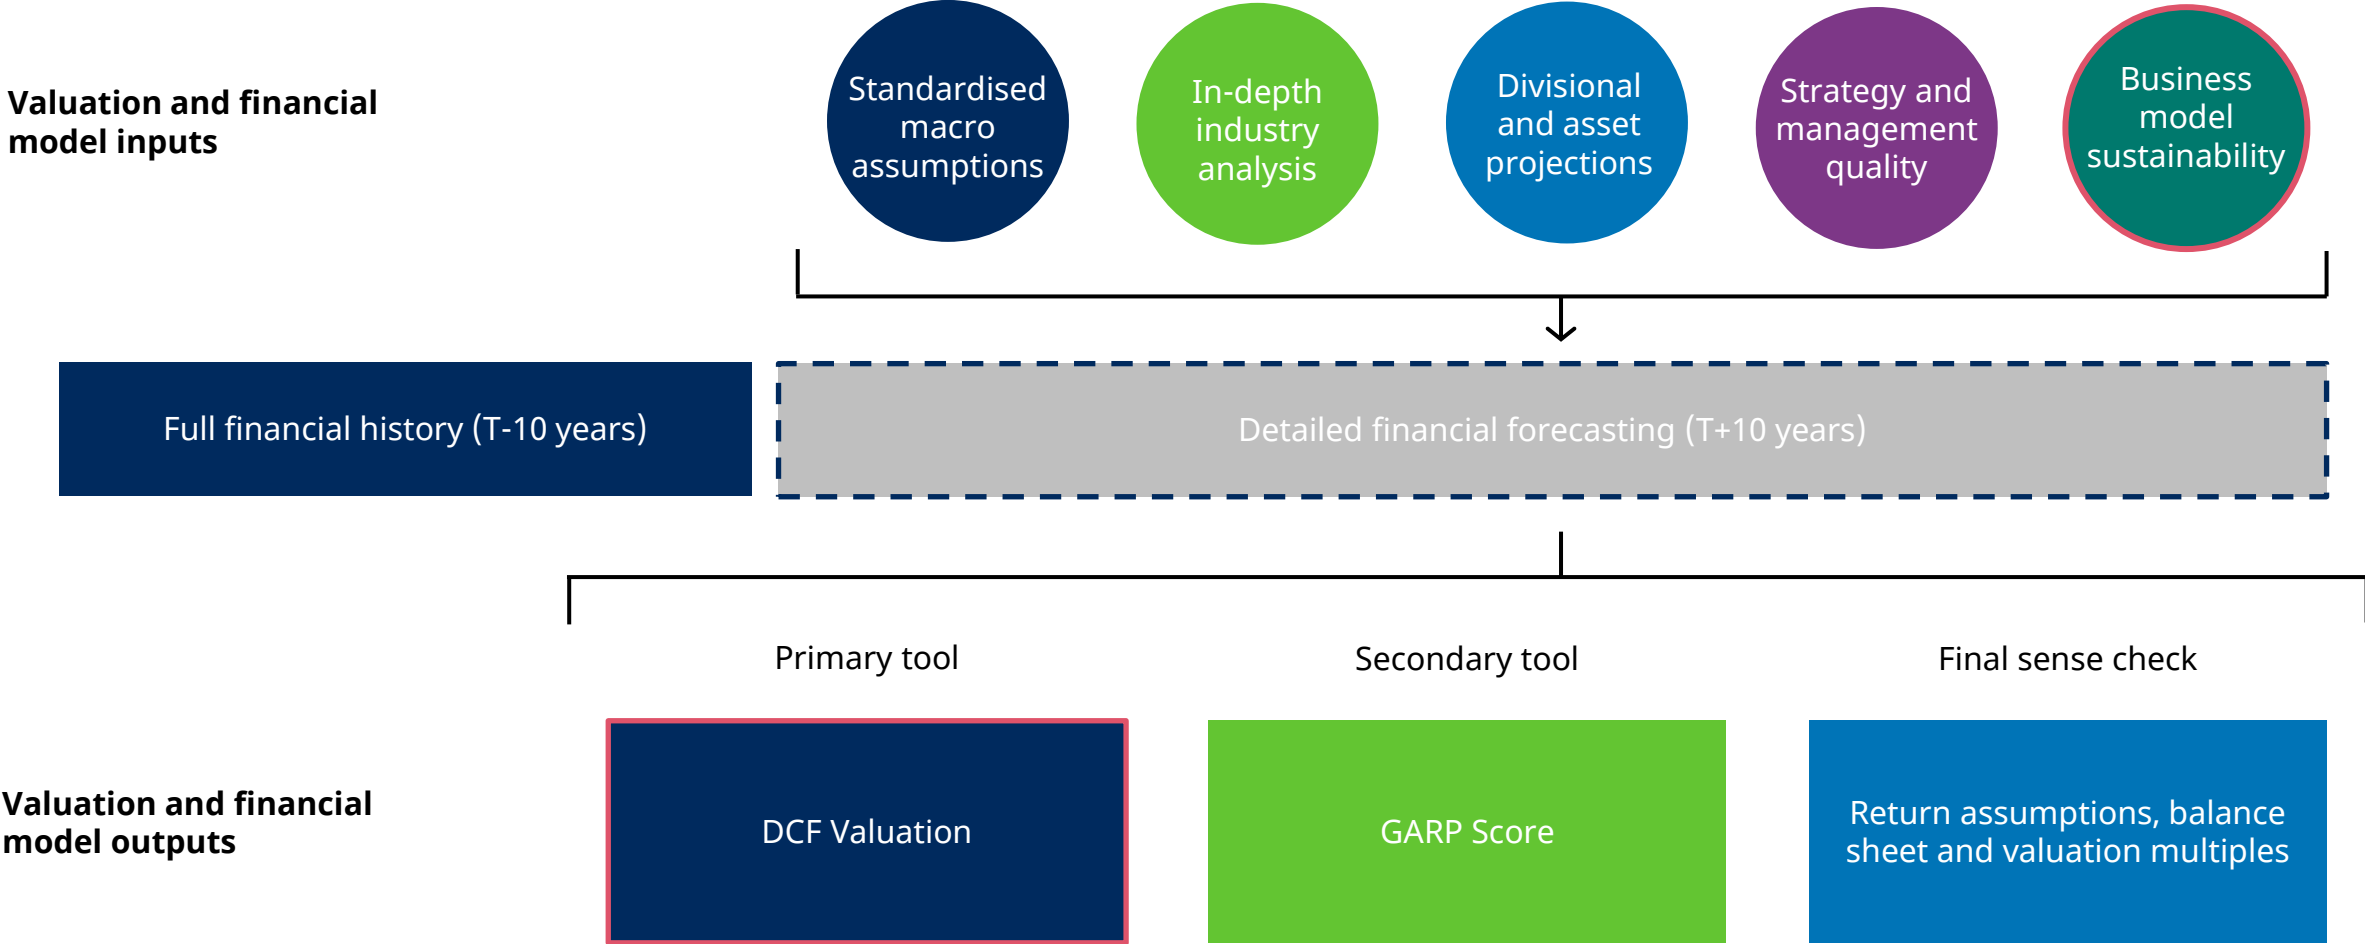 Valuation and financial
model inputs
Standardised
macro
assumptions
In-depth
industry
analysis
Divisional
and asset
projections
Strategy and
management
quality
Business
model
sustainability
Full financial history (T-10 years)
Detailed financial forecasting (T+10 years)
Primary tool
Secondary tool
Final sense check
Valuation and financial
model outputs
DCF Valuation
GARP Score
Return assumptions, balance
sheet and valuation multiples